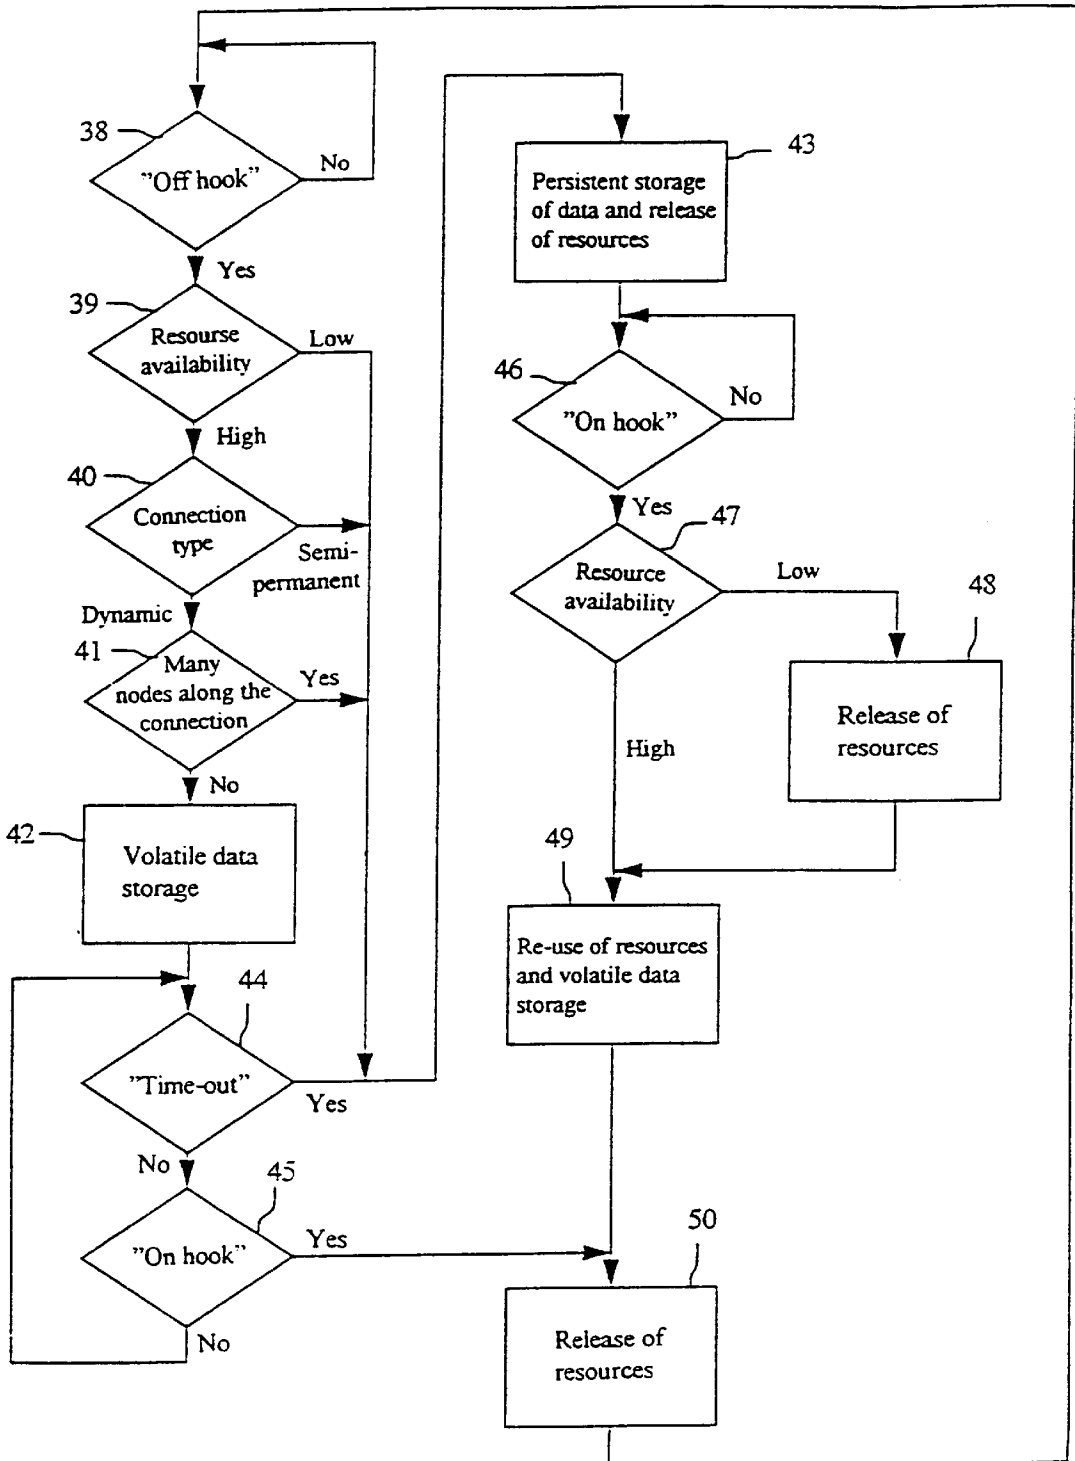 38
"Off hook"
No
Yes
39
Resourse
availability
Low
High
40
Connection
type
Semi-
permanent
Dynamic
41
Many
nodes along the
connection
Yes
No
42
Volatile data
storage
44
"Time-out"
Yes
No
45
"On hook"
Yes
No
43
Persistent storage
of data and release
of resources
46
"On hook"
No
Yes
47
Resource
availability
Low
48
Release of
resources
High
49
Re-use of resources
and volatile data
storage
50
Release of
resources